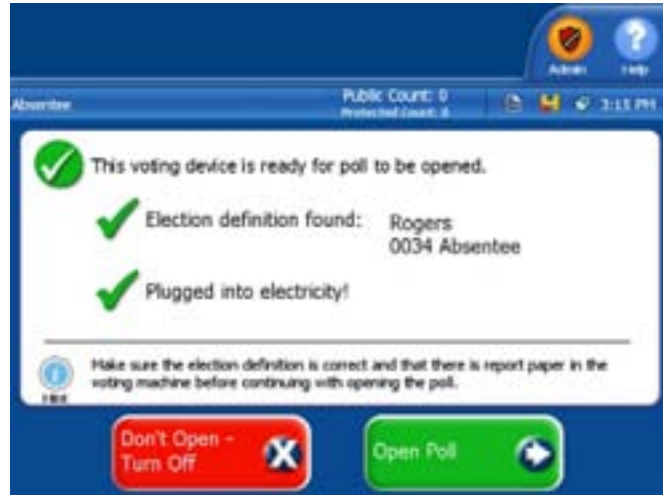 Admin
Help
Absentee
Public Count: 0
Protected Count: 0
3:15 PM
This voting device is ready for poll to be opened.
Election definition found:
Rogers
0034 Absentee
Plugged into electricity!
Make sure the election definition is correct and that there is report paper in the
voting machine before continuing with opening the poll.
Don't Open -
Turn Off
Open Poll